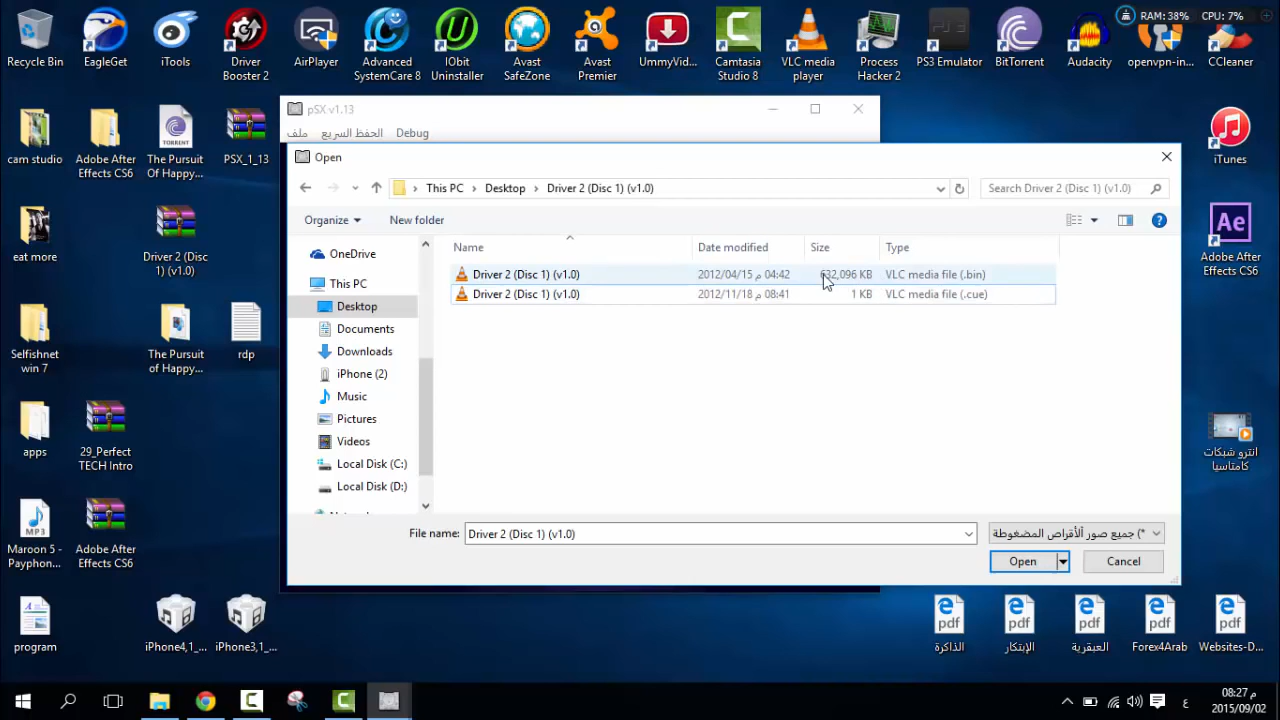 RAM: 38% CPU: 7%
Recycle Bin
EagleGet
iTools
Driver
Booster 2
AirPlayer
Advanced
SystemCare 8
IObit
Uninstaller
Avast
SafeZone
Avast
Premier
UmmyVid...
Camtasia
Studio 8
VLC media
player
Process
Hacker 2
PS3 Emulator
BitTorrent
Audacity
openvpn-in...
CCleaner
cam studio
Adobe After
Effects CS6
TORRENT
The Pursuit
Of Happy...
PSX_1_13
iTunes
eat more
Driver 2 (Disc
1) (v1.0)
Ae
Adobe After
Effects CS6
Selfishnet
win 7
The Pursuit
of Happy...
rdp
apps
29_Perfect
TECH Intro
انترو شبكات
كامتاسيا
MP3
Maroon 5 -
Payphon...
Adobe After
Effects CS6
program
iPhone4,1_...
iPhone3,1_...
pdf
الذاكرة
pdf
الإبتكار
pdf
العبقرية
pdf
Forex4Arab
pdf
Websites-D...
pSX v1.13
ملف الحفظ السريع Debug
Open
This PC Desktop Driver 2 (Disc 1) (v1.0)
Search Driver 2 (Disc 1) (v1.0)
Organize New folder
Name Date modified Size Type
Driver 2 (Disc 1) (v1.0) 2012/04/15 04:42 م 632,096 KB VLC media file (.bin)
Driver 2 (Disc 1) (v1.0) 2012/11/18 08:41 م 1 KB VLC media file (.cue)
OneDrive
This PC
Desktop
Documents
Downloads
iPhone (2)
Music
Pictures
Videos
Local Disk (C:)
Local Disk (D:)
File name: Driver 2 (Disc 1) (v1.0)
جميع صور ألأقراص المضغوطة (*
Open Cancel
ع
08:27 م
2015/09/02